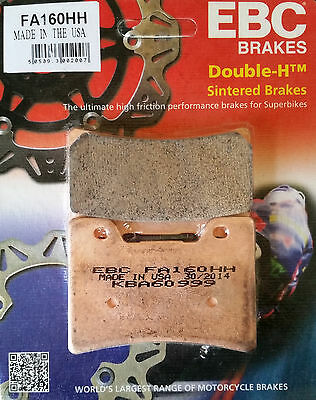 FA160HH
MADE IN THE USA
EBC
BRAKES
Double-H™
Sintered Brakes
The ultimate high friction performance brakes for Superbikes
EBC FA160HH
MADE IN USA 30/2014
KBA60999
WORLD'S LARGEST RANGE OF MOTORCYCLE BRAKES